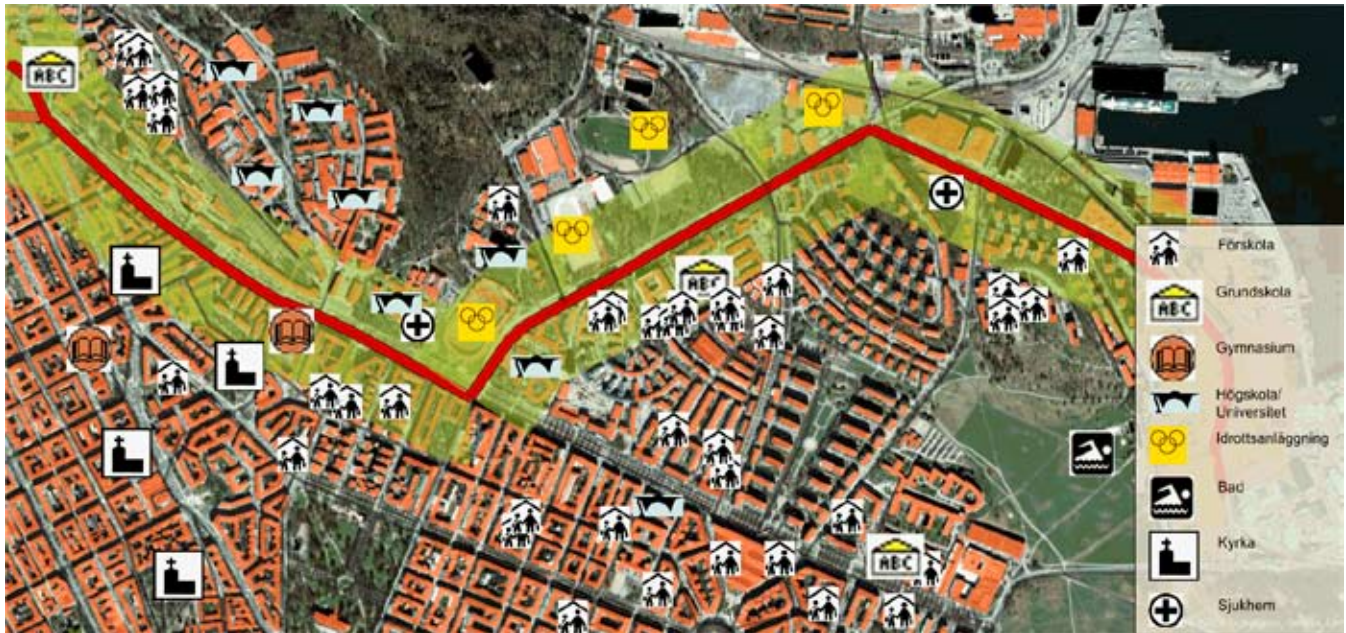 ABC
ABC
ABC
Förskola
ABC
Grundskola
Gymnasium
Högskola/
Universitet
Idrottsanläggning
Bad
Kyrka
Sjukhem